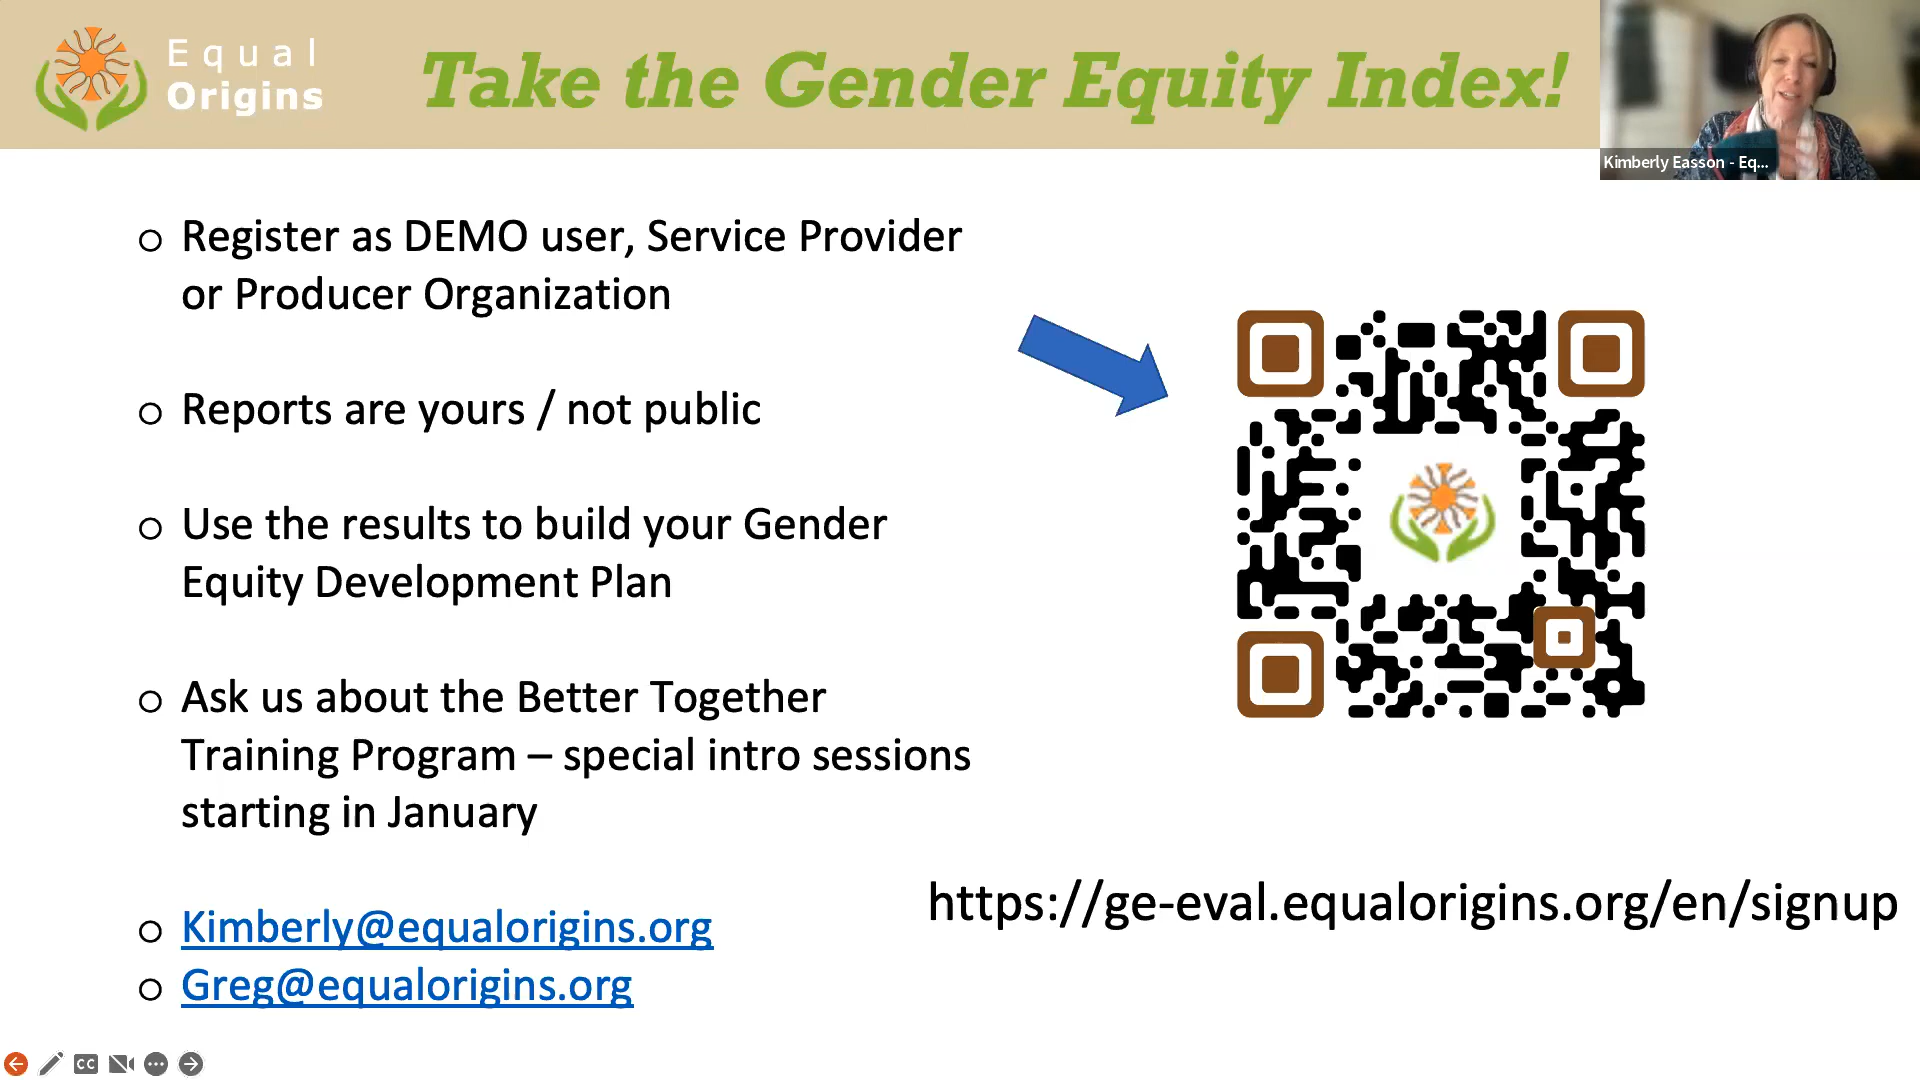 Equal
Origins
Take the Gender Equity Index!
Kimberly Easson - Eq...
Register as DEMO user, Service Provider
or Producer Organization
Reports are yours / not public
Use the results to build your Gender
Equity Development Plan
Ask us about the Better Together
Training Program – special intro sessions
starting in January
Kimberly@equalorigins.org
Greg@equalorigins.org
https://ge-eval.equalorigins.org/en/signup
CC